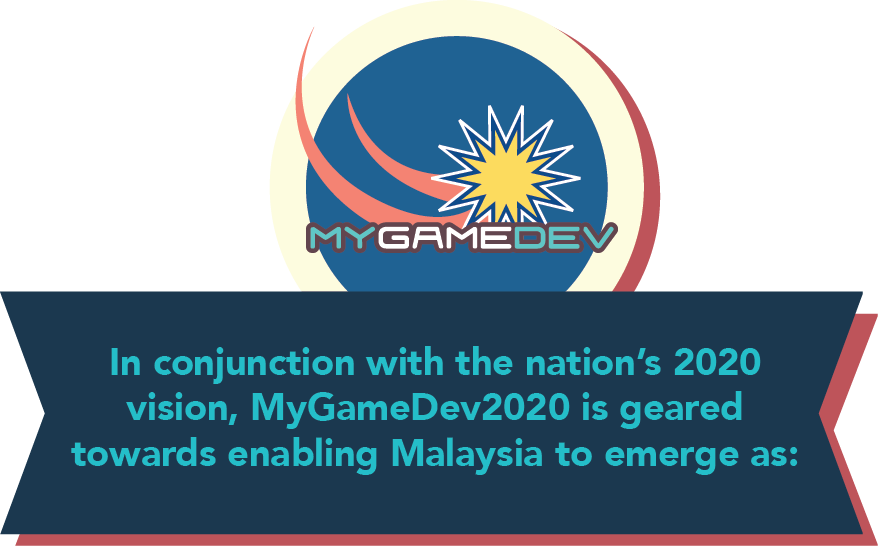 MYGAMEDEV
In conjunction with the nation’s 2020
vision, MyGameDev2020 is geared
towards enabling Malaysia to emerge as: